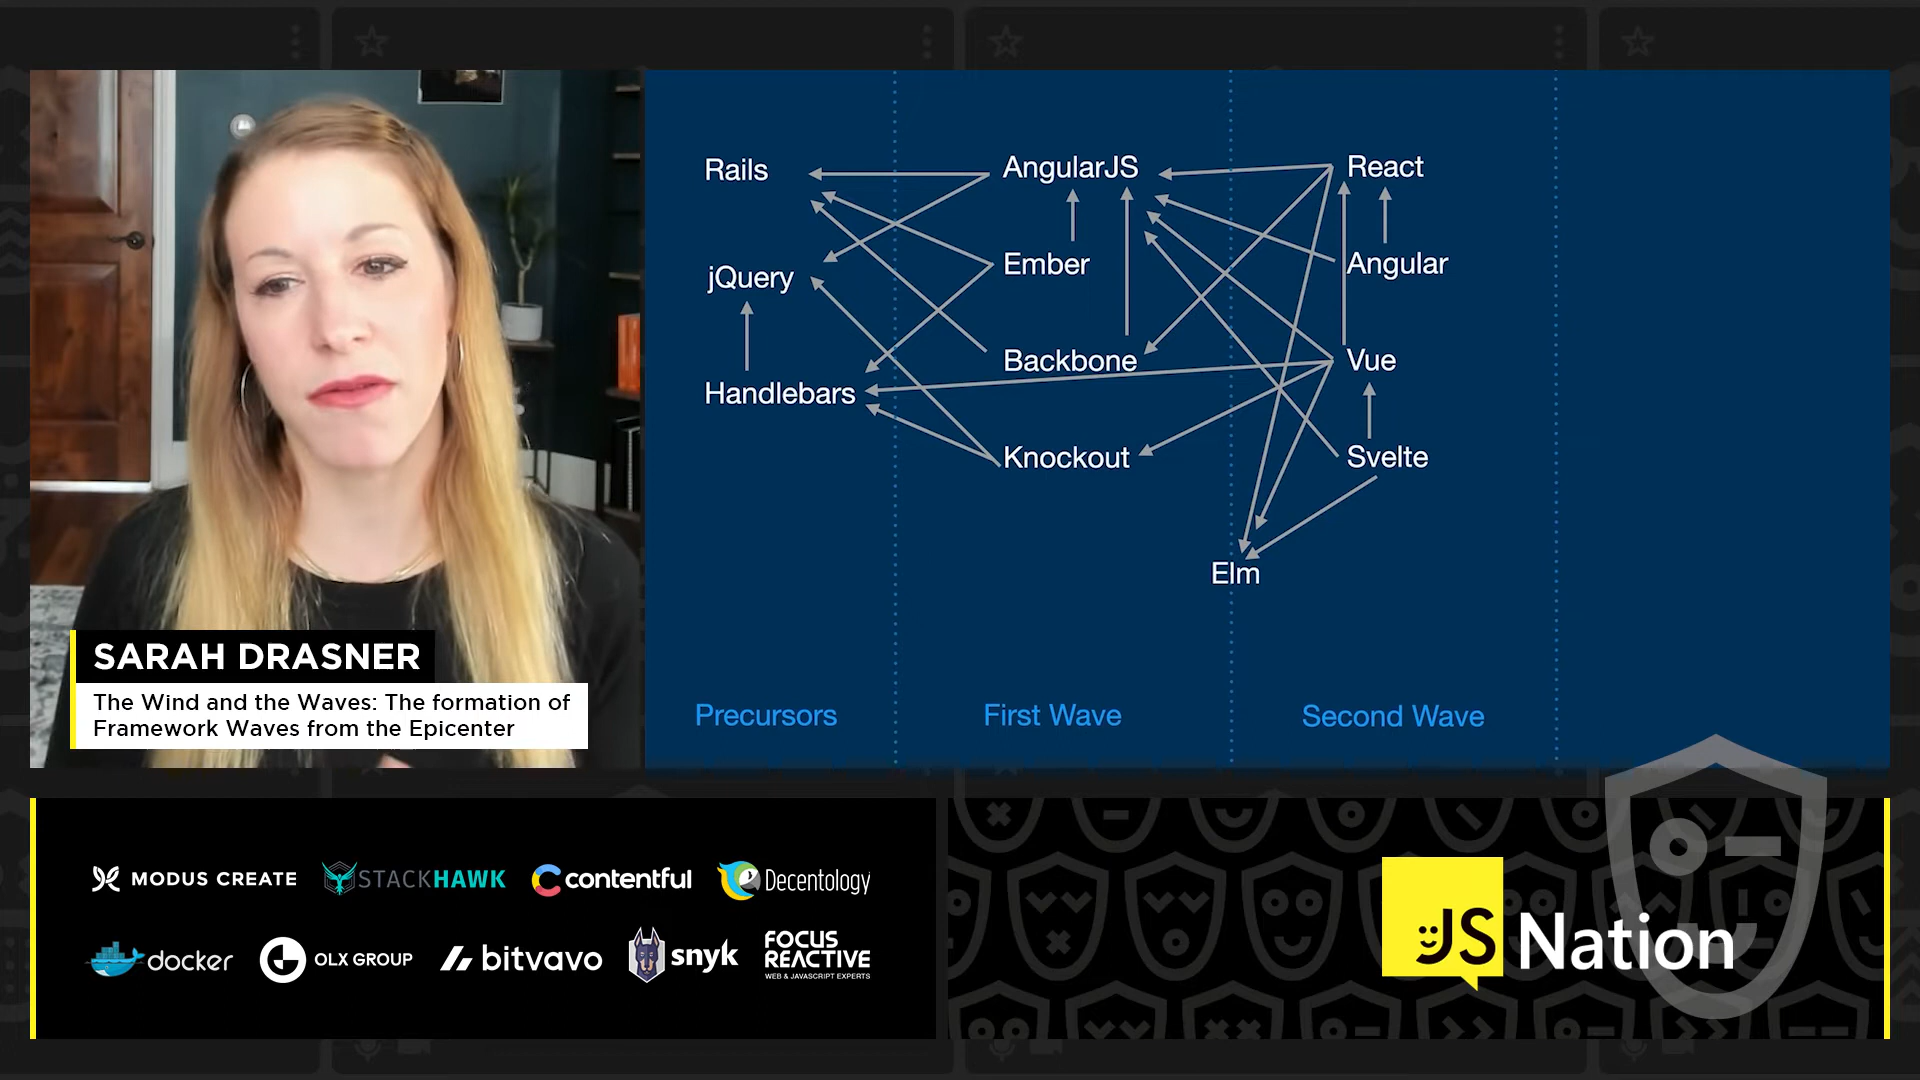 Rails
AngularJS
React
jQuery
Ember
Angular
Handlebars
Backbone
Vue
Knockout
Svelte
Elm
Precursors
First Wave
Second Wave
SARAH DRASNER
The Wind and the Waves: The formation of
Framework Waves from the Epicenter
MODUS CREATE
STACKHAWK
contentful
Decentology
docker
OLX GROUP
bitvavo
snyk
FOCUS
REACTIVE
WEB & JAVASCRIPT EXPERTS
JS Nation